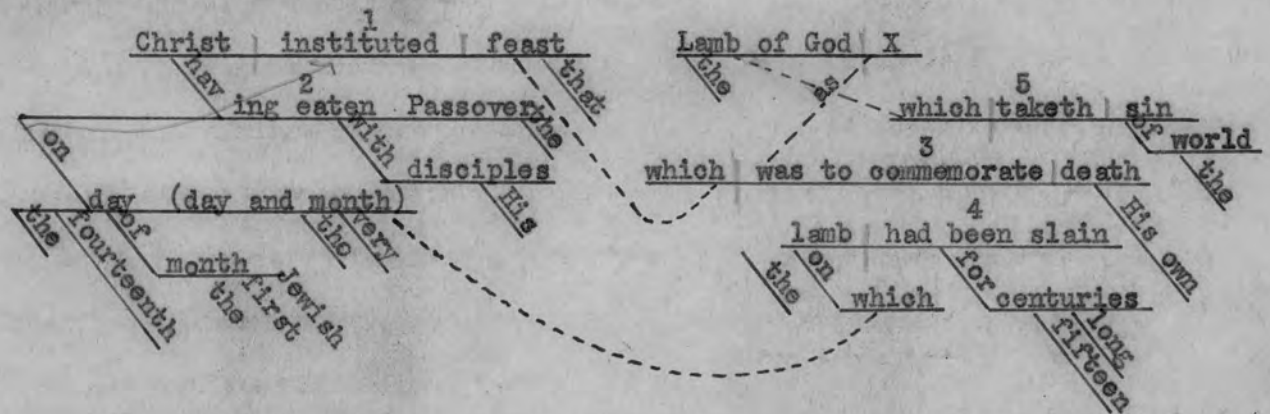 1
Christ instituted feast
Lamb of God X
having eaten Passover
2
the
that
the
as
5
which taketh sin
of world
the
with disciples
His
3
which was to commemorate death
His own
on day (day and month)
the
fourteenth
of month
the
first
Jewish
the
very
4
lamb had been slain
the
on which
for centuries
long
fifteen